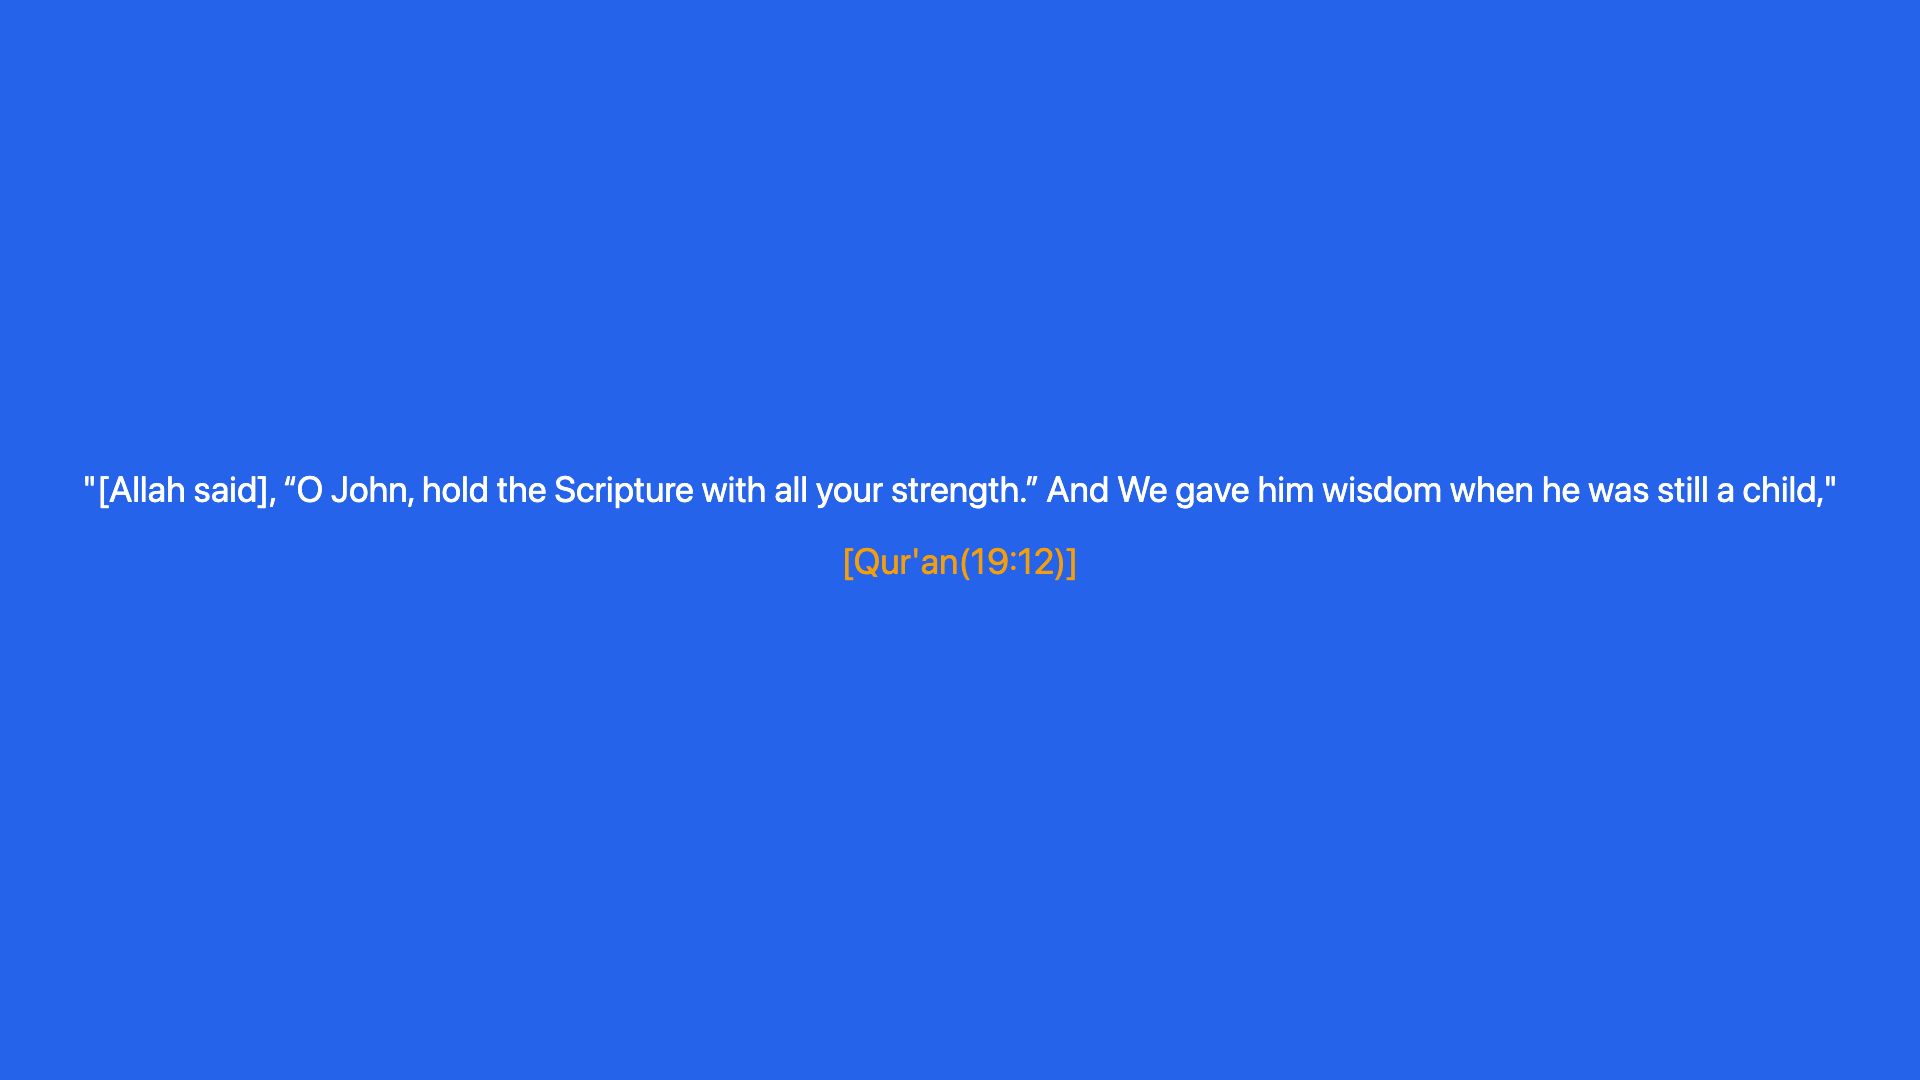 "[Allah said], “O John, hold the Scripture with all your strength.” And We gave him wisdom when he was still a child,"
[Qur'an(19:12)]